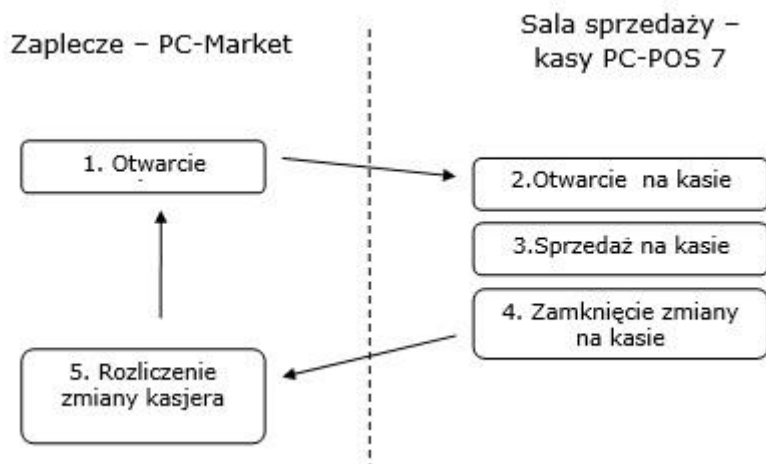 Zaplecze – PC-Market
Sala sprzedaży –
kasy PC-POS 7
1. Otwarcie
2.Otwarcie na kasie
3.Sprzedaż na kasie
4. Zamknięcie zmiany
na kasie
5. Rozliczenie
zmiany kasjera